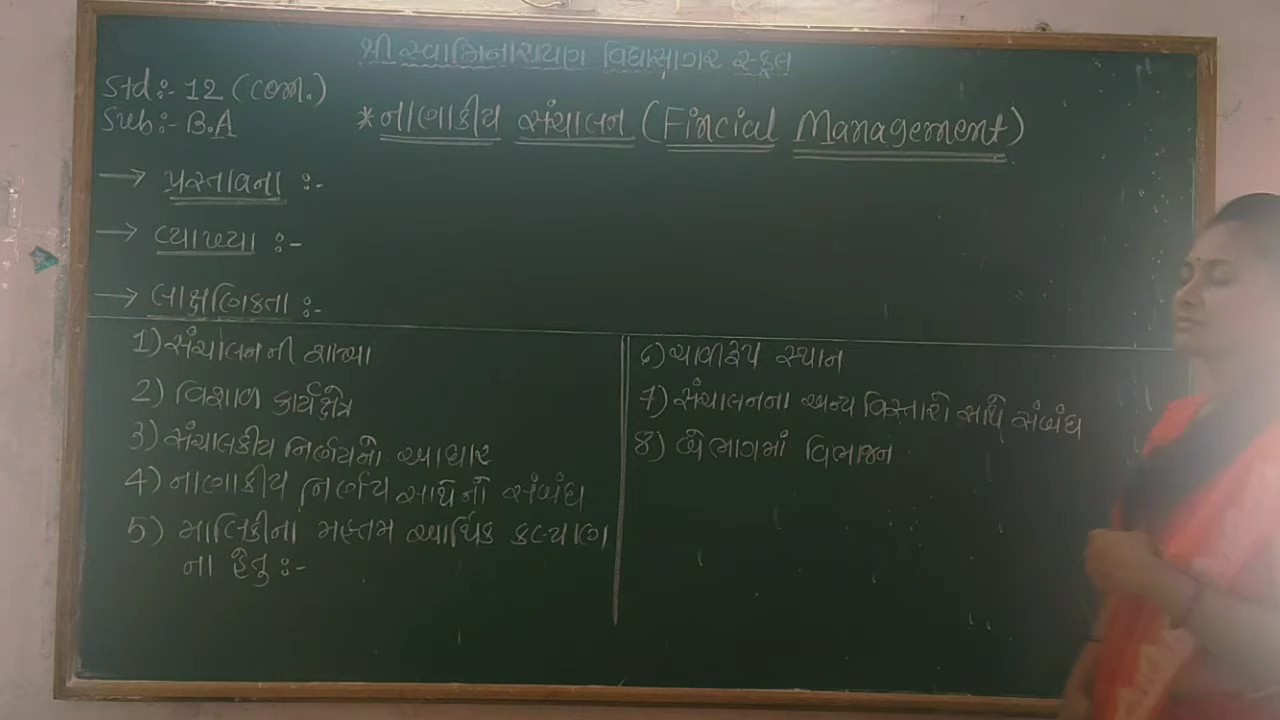 શ્રી સ્વામિનારાયણ વિદ્યાસાગર સ્કૂલ
Std:- 12 (com.)
Sub:- B.A
* નાણાકીય સંચાલન (Fincial Management)
→ પ્રસ્તાવના :-
→ વ્યાખ્યા :-
→ લાક્ષણિકતા :-
1) સંચાલનની શાખા
2) વિશાળ કાર્યક્ષેત્ર
3) સંચાલકીય નિર્ણયનો આધાર
4) નાણાકીય નિર્ણય સાથેનો સંબંધ
5) માલિકીના મહત્તમ આર્થિક કલ્યાણ
ના હેતુ :-
6) ચાવીરૂપ સ્થાન
7) સંચાલનના અન્ય વિસ્તારો સાથે સંબંધ
8) બે ભાગમાં વિભાજન